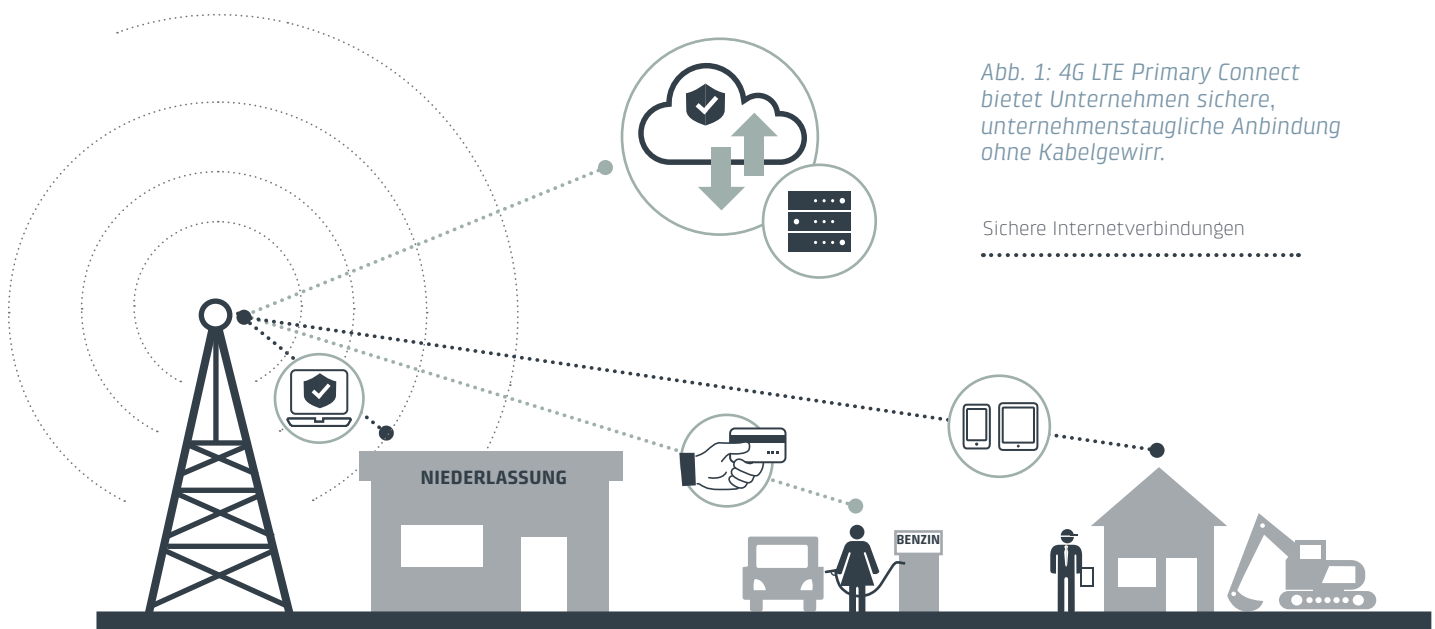 Abb. 1: 4G LTE Primary Connect
bietet Unternehmen sichere,
unternehmenstaugliche Anbindung
ohne Kabelgewirr.
Sichere Internetverbindungen
NIEDERLASSUNG
BENZIN